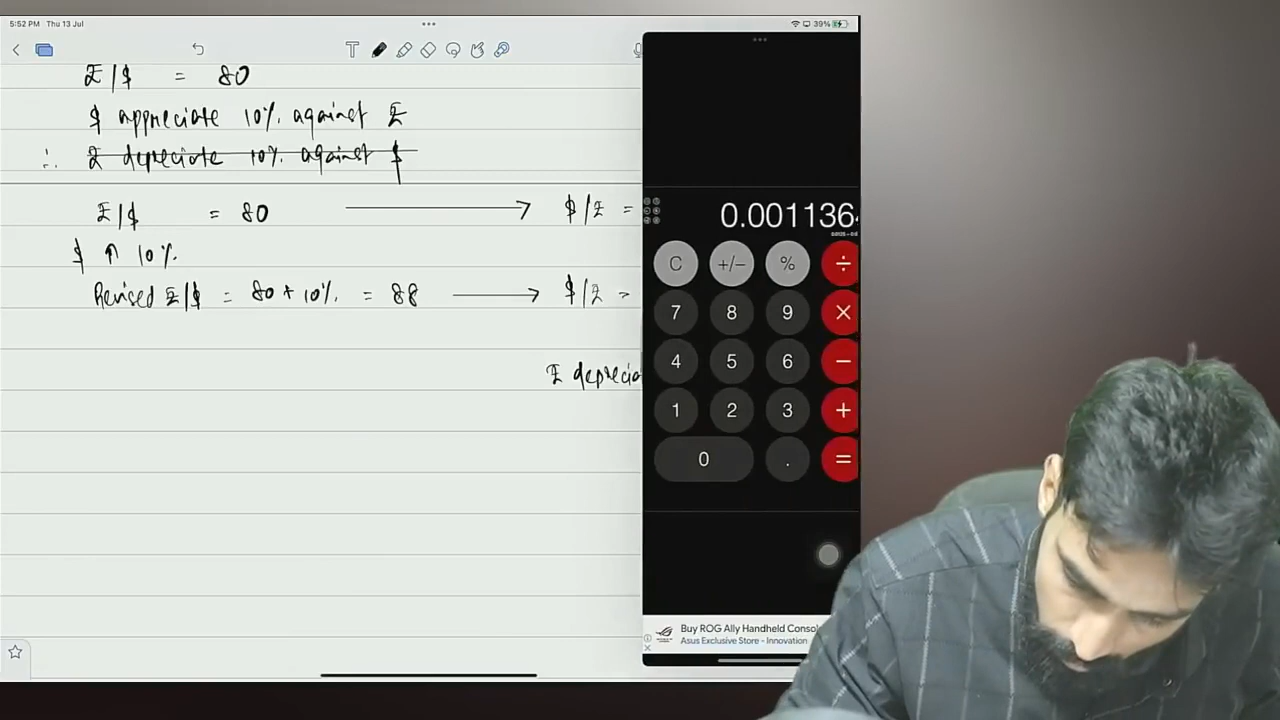 5:52 PM Thu 13 Jul
39%
T
₹/$ = 80
$ appreciate 10% against ₹
∴ ₹ depreciate 10% against $
₹/$ = 80 → $/₹ =
$ ↑ 10%
Revised ₹/$ = 80 + 10% = 88 → $/₹ =
₹ deprecia
0.001136
C +/− % ÷
7 8 9 ×
4 5 6 −
1 2 3 +
0 . =
Buy ROG Ally Handheld Consol
Asus Exclusive Store - Innovation